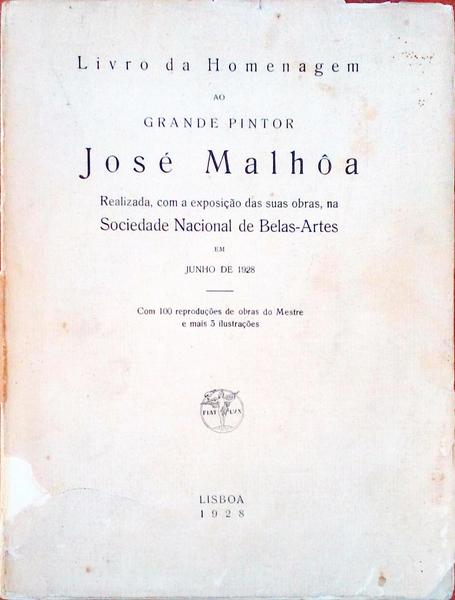 Livro da Homenagem
AO
GRANDE PINTOR
José Malhôa
Realizada, com a exposição das suas obras, na
Sociedade Nacional de Belas-Artes
EM
JUNHO DE 1928
Com 100 reproduções de obras do Mestre
e mais 3 ilustrações
FIAT LUX
LISBOA
1928